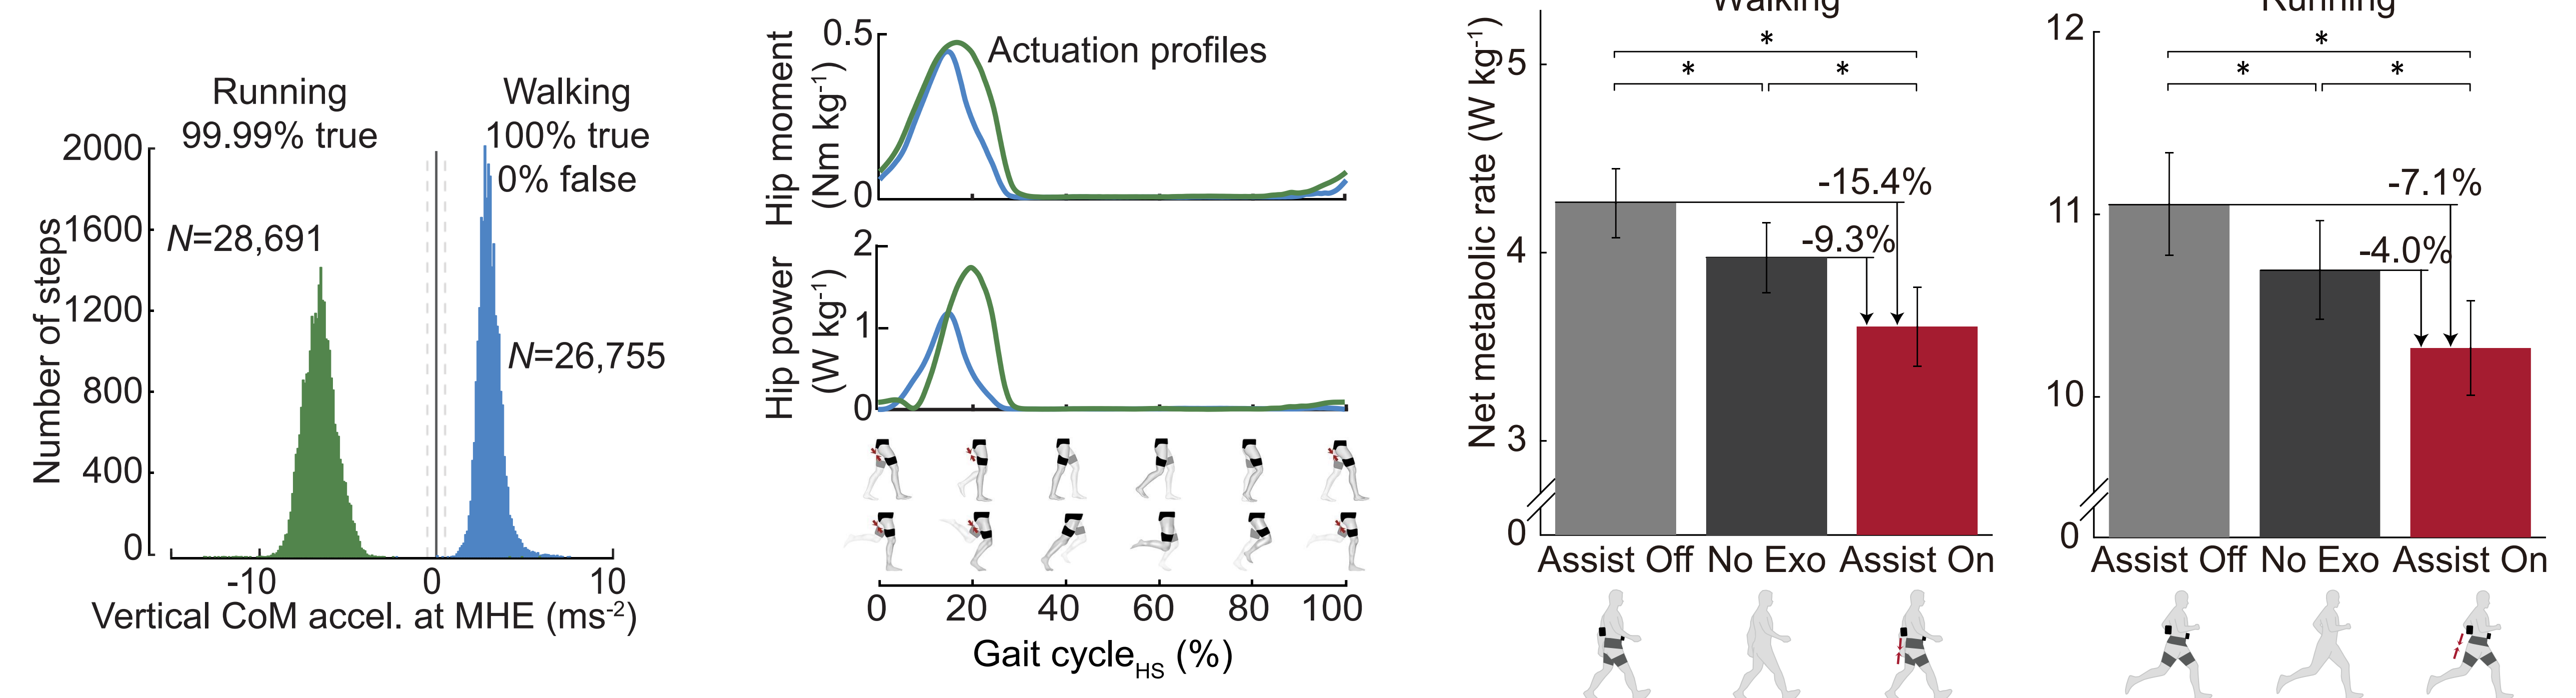 Running
99.99% true
Walking
100% true
0% false
N=28,691
N=26,755
Number of steps
2000
1600
1200
800
400
0
-10
0
10
Vertical CoM accel. at MHE (ms⁻²)
Actuation profiles
Hip moment
(Nm kg⁻¹)
0.5
0
Hip power
(W kg⁻¹)
2
1
0
0
20
40
60
80
100
Gait cycleHS (%)
Walking
Net metabolic rate (W kg⁻¹)
5
4
3
0
*
*
*
-15.4%
-9.3%
Assist Off
No Exo
Assist On
Running
12
11
10
0
*
*
*
-7.1%
-4.0%
Assist Off
No Exo
Assist On